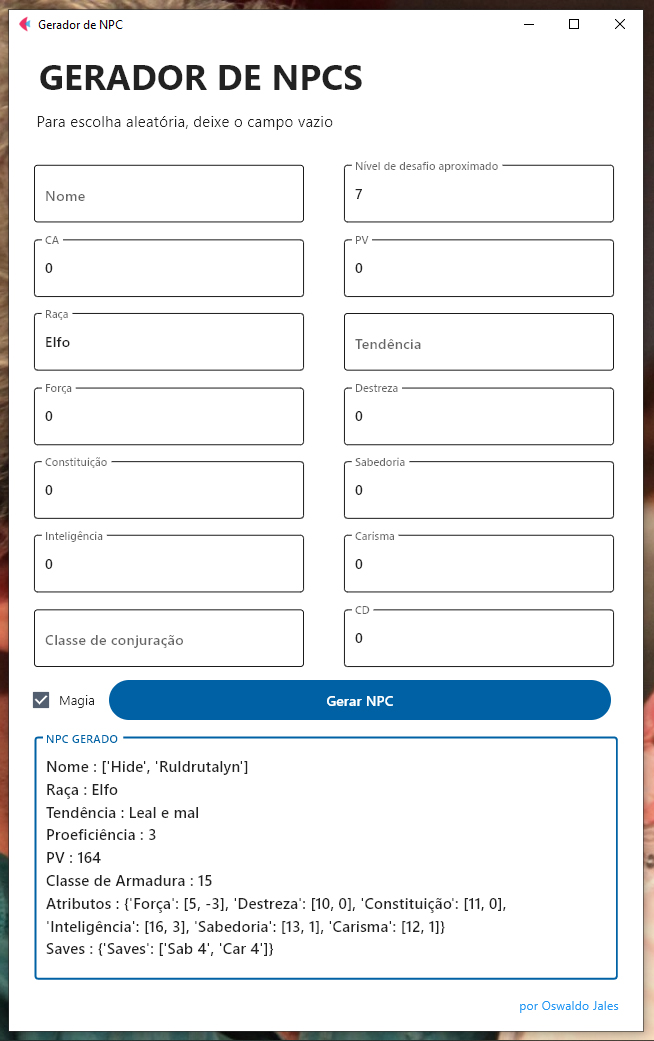 Gerador de NPC
GERADOR DE NPCS
Para escolha aleatória, deixe o campo vazio
Nome
Nível de desafio aproximado
7
CA
0
PV
0
Raça
Elfo
Tendência
Força
0
Destreza
0
Constituição
0
Sabedoria
0
Inteligência
0
Carisma
0
Classe de conjuração
CD
0
Magia
Gerar NPC
NPC GERADO
Nome : ['Hide', 'Ruldrutalyn']
Raça : Elfo
Tendência : Leal e mal
Proeficiência : 3
PV : 164
Classe de Armadura : 15
Atributos : {'Força': [5, -3], 'Destreza': [10, 0], 'Constituição': [11, 0],
'Inteligência': [16, 3], 'Sabedoria': [13, 1], 'Carisma': [12, 1]}
Saves : {'Saves': ['Sab 4', 'Car 4']}
por Oswaldo Jales